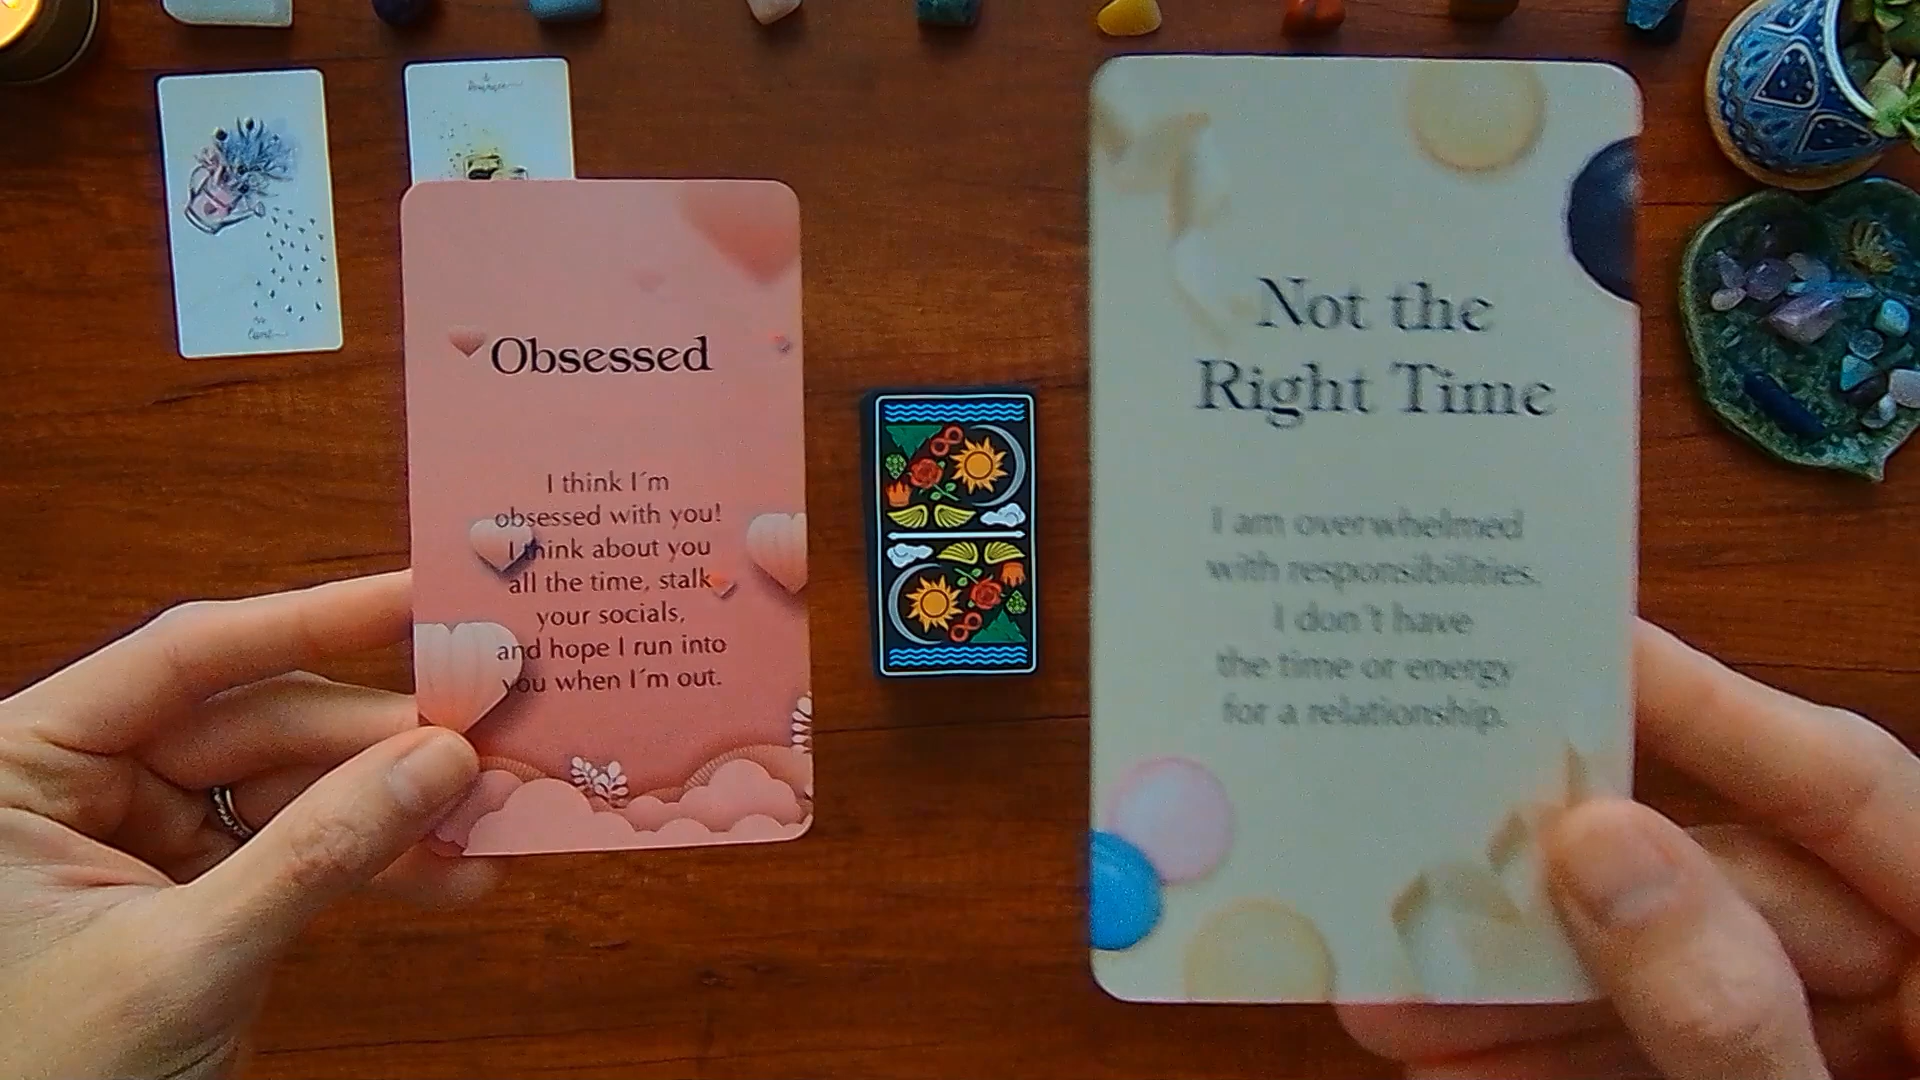 Obsessed
I think I´m
obsessed with you!
I think about you
all the time, stalk
your socials,
and hope I run into
you when I´m out.
Not the
Right Time
I am overwhelmed
with responsibilities.
I don´t have
the time or energy
for a relationship.